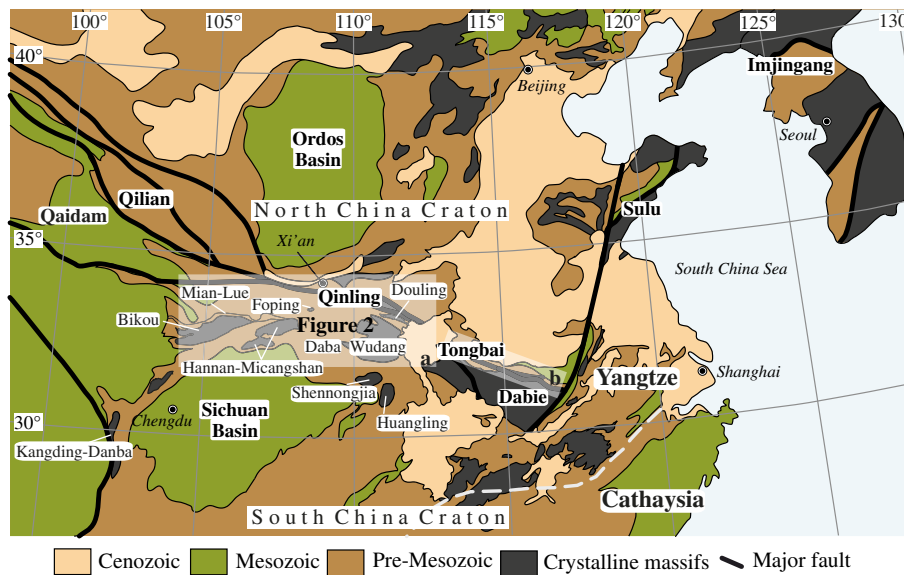 100°
105°
110°
115°
120°
125°
130°
40°
Imjingang
Beijing
Seoul
Ordos
Basin
Qilian
Qaidam
North China Craton
Sulu
35°
Xi'an
South China Sea
Mian-Lue
Foping
Qinling
Douling
Bikou
Figure 2
Daba
Wudang
a
Tongbai
Hannan-Micangshan
b
Yangtze
Shanghai
Shennongjia
Dabie
Chengdu
Sichuan
Basin
Huangling
30°
Kangding-Danba
Cathaysia
South China Craton
Cenozoic
Mesozoic
Pre-Mesozoic
Crystalline massifs
Major fault